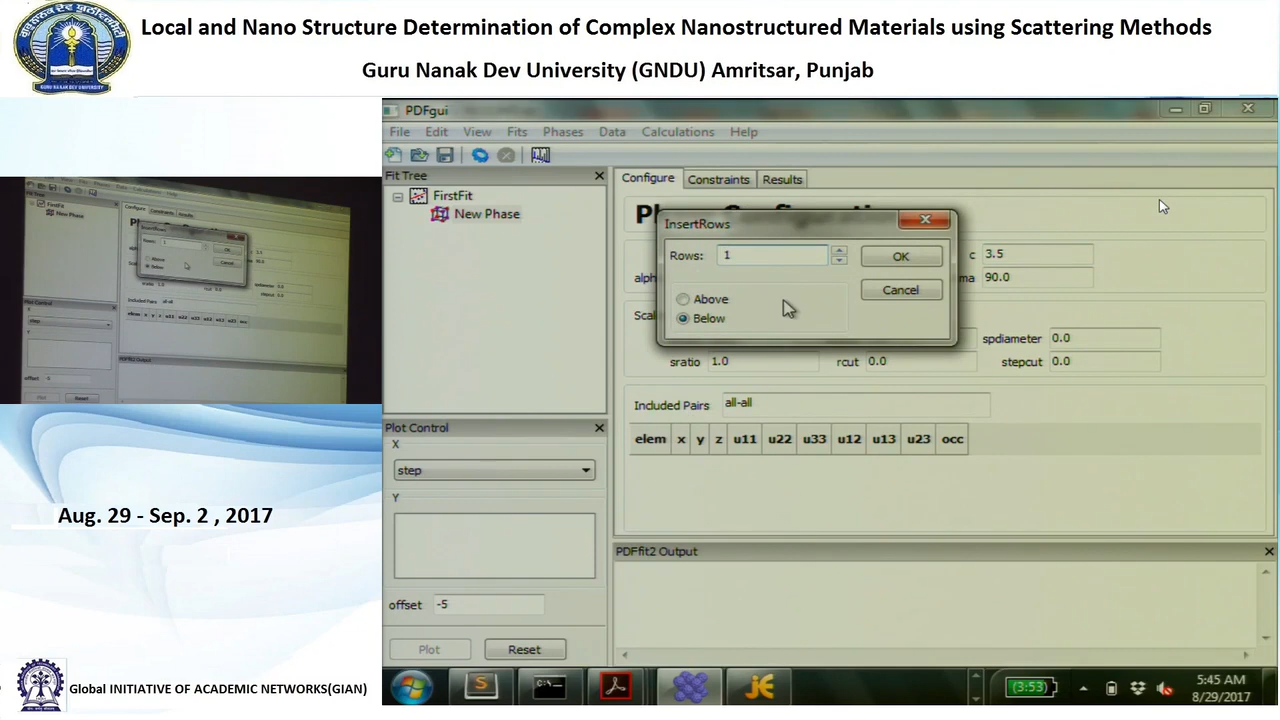 Local and Nano Structure Determination of Complex Nanostructured Materials using Scattering Methods
Guru Nanak Dev University (GNDU) Amritsar, Punjab
PDFgui
File Edit View Fits Phases Data Calculations Help
Fit Tree
FirstFit
New Phase
Configure Constraints Results
InsertRows
Rows: 1
OK
Above
Cancel
Below
c 3.5
alph
ma 90.0
Scal
spdiameter 0.0
sratio 1.0 rcut 0.0 stepcut 0.0
Included Pairs all-all
elem x y z u11 u22 u33 u12 u13 u23 occ
Plot Control
X
step
Y
offset -5
Plot Reset
PDFfit2 Output
(3:53)
5:45 AM
8/29/2017
Aug. 29 - Sep. 2 , 2017
Global INITIATIVE OF ACADEMIC NETWORKS(GIAN)